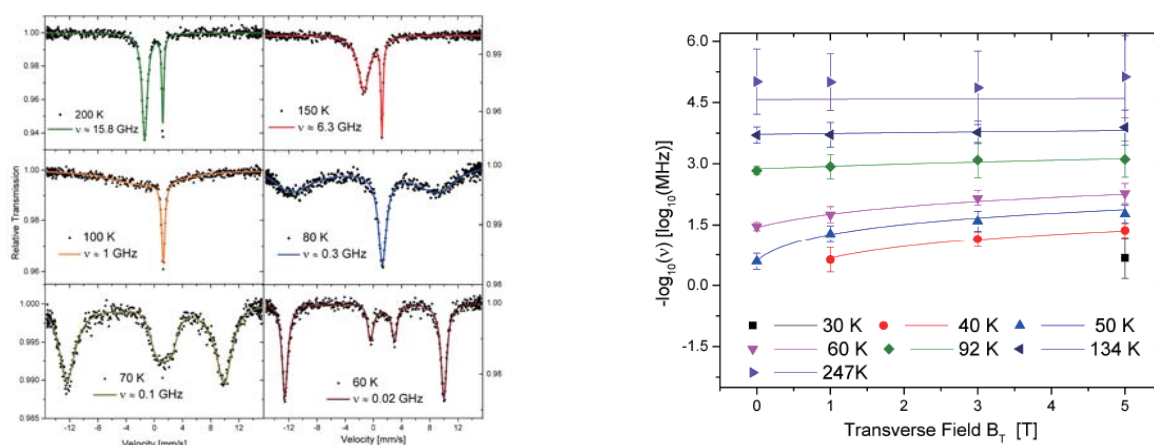 1.00
0.98
0.96
0.94
200 K
ν ≈ 15.8 GHz
150 K
ν ≈ 6.3 GHz
0.99
0.96
1.00
0.98
0.96
100 K
ν ≈ 1 GHz
80 K
ν ≈ 0.3 GHz
1.00
0.99
0.98
Relative Transmission
1.000
0.995
0.990
0.985
70 K
ν ≈ 0.1 GHz
60 K
ν ≈ 0.02 GHz
1.00
0.98
-12 -8 -4 0 4 8 12
-12 -8 -4 0 4 8 12
Velocity [mm/s]
Velocity [mm/s]
-log₁₀(ν) [log₁₀(MHz)]
6.0
4.5
3.0
1.5
0.0
-1.5
30 K 40 K 50 K
60 K 92 K 134 K
247K
0 1 2 3 4 5
Transverse Field B_T [T]